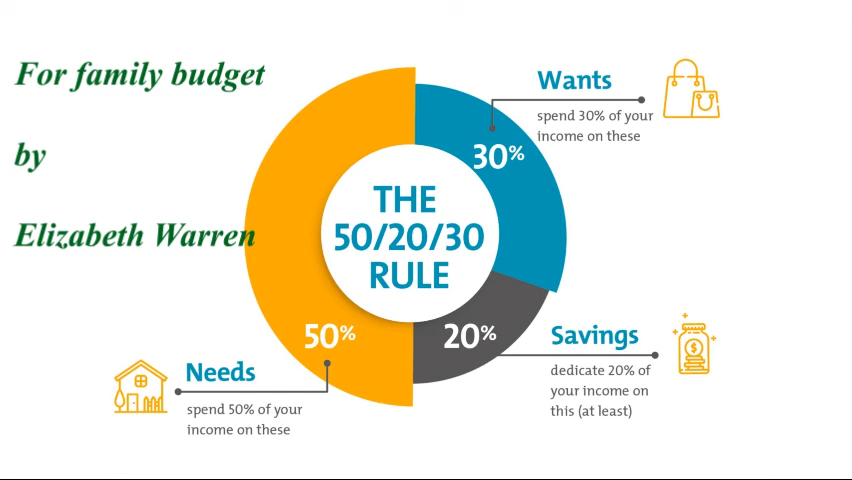 For family budget
by
Elizabeth Warren
Wants
spend 30% of your
income on these
30%
THE
50/20/30
RULE
50%
20%
Savings
dedicate 20% of
your income on
this (at least)
Needs
spend 50% of your
income on these